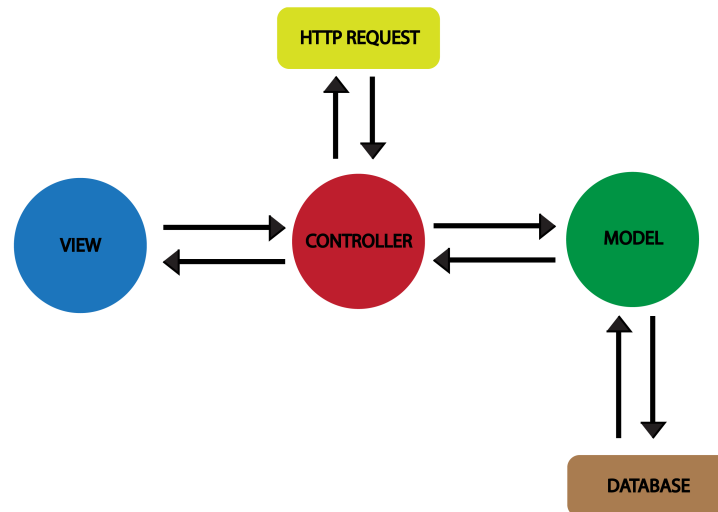 HTTP REQUEST
VIEW
CONTROLLER
MODEL
DATABASE